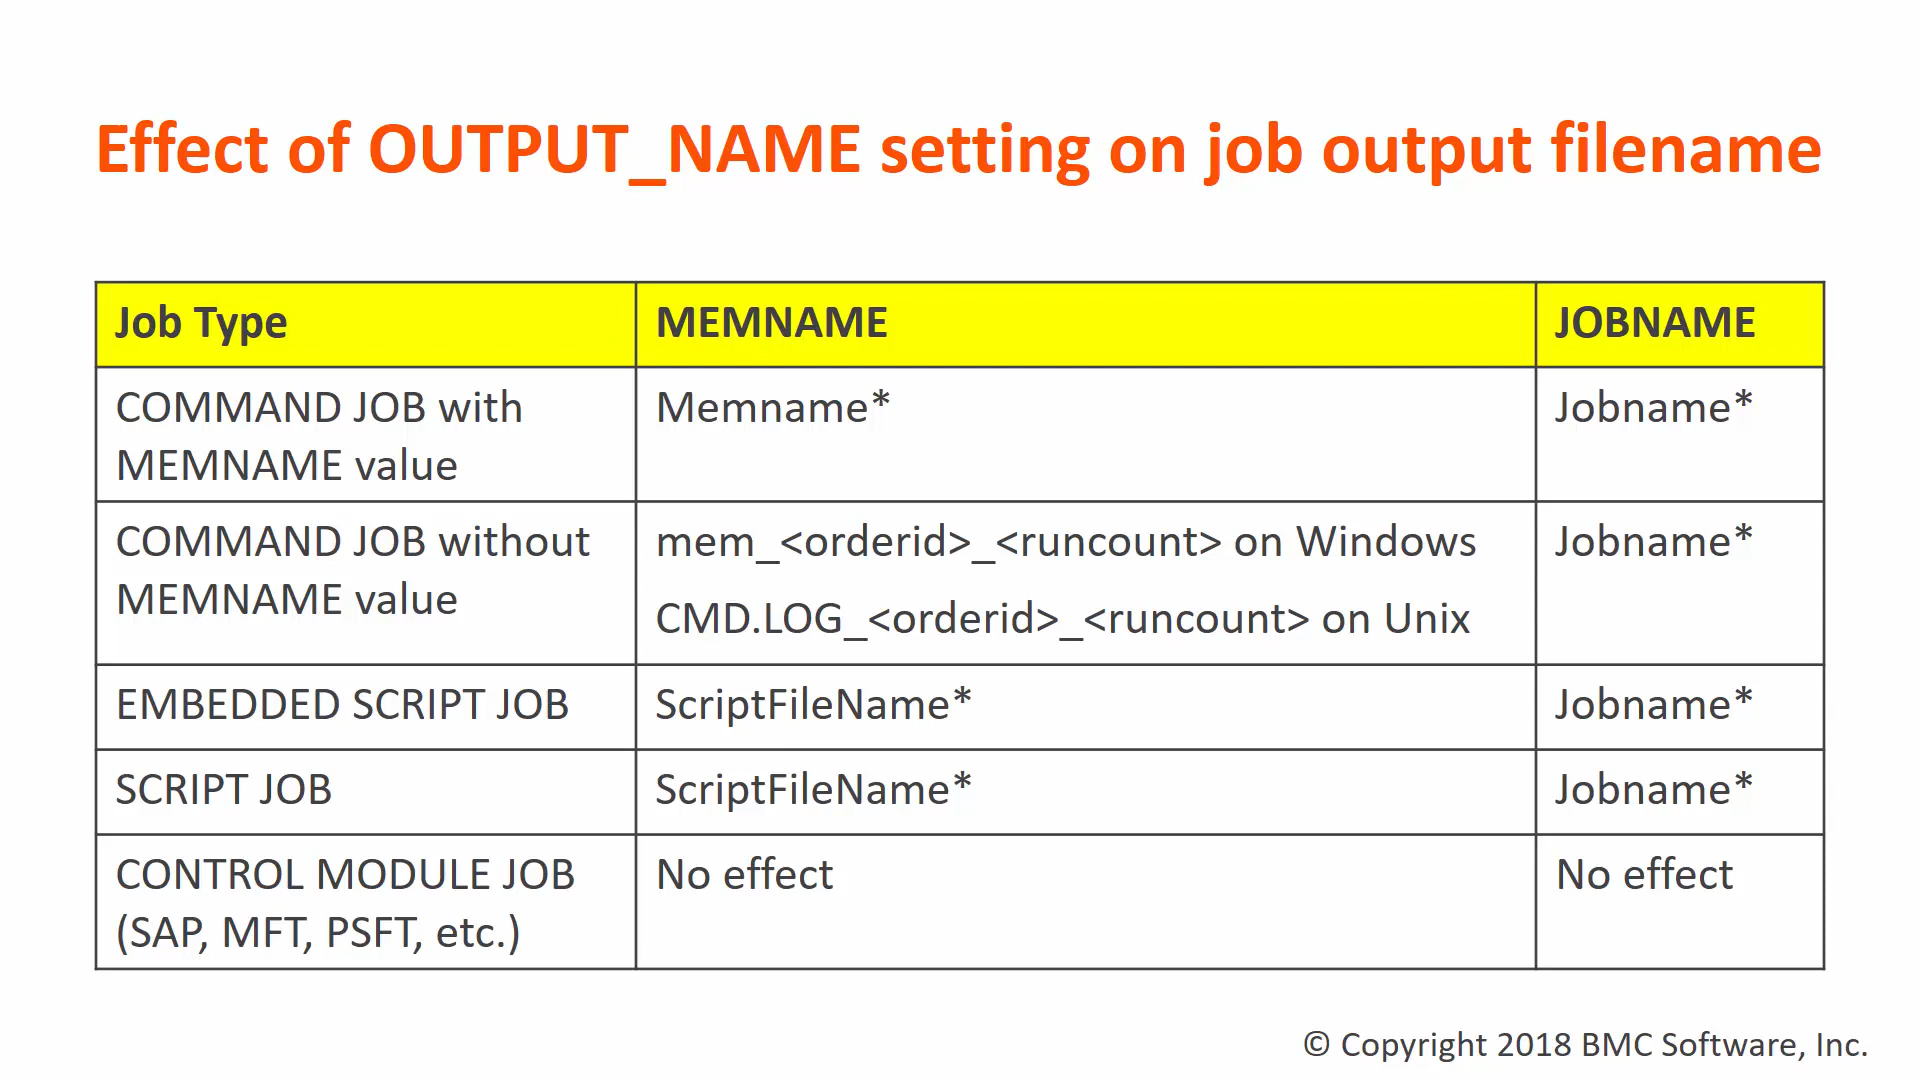 Effect of OUTPUT_NAME setting on job output filename
Job Type
MEMNAME
JOBNAME
COMMAND JOB with
MEMNAME value
Memname*
Jobname*
COMMAND JOB without
MEMNAME value
mem_<orderid>_<runcount> on Windows
CMD.LOG_<orderid>_<runcount> on Unix
Jobname*
EMBEDDED SCRIPT JOB
ScriptFileName*
Jobname*
SCRIPT JOB
ScriptFileName*
Jobname*
CONTROL MODULE JOB
(SAP, MFT, PSFT, etc.)
No effect
No effect
© Copyright 2018 BMC Software, Inc.